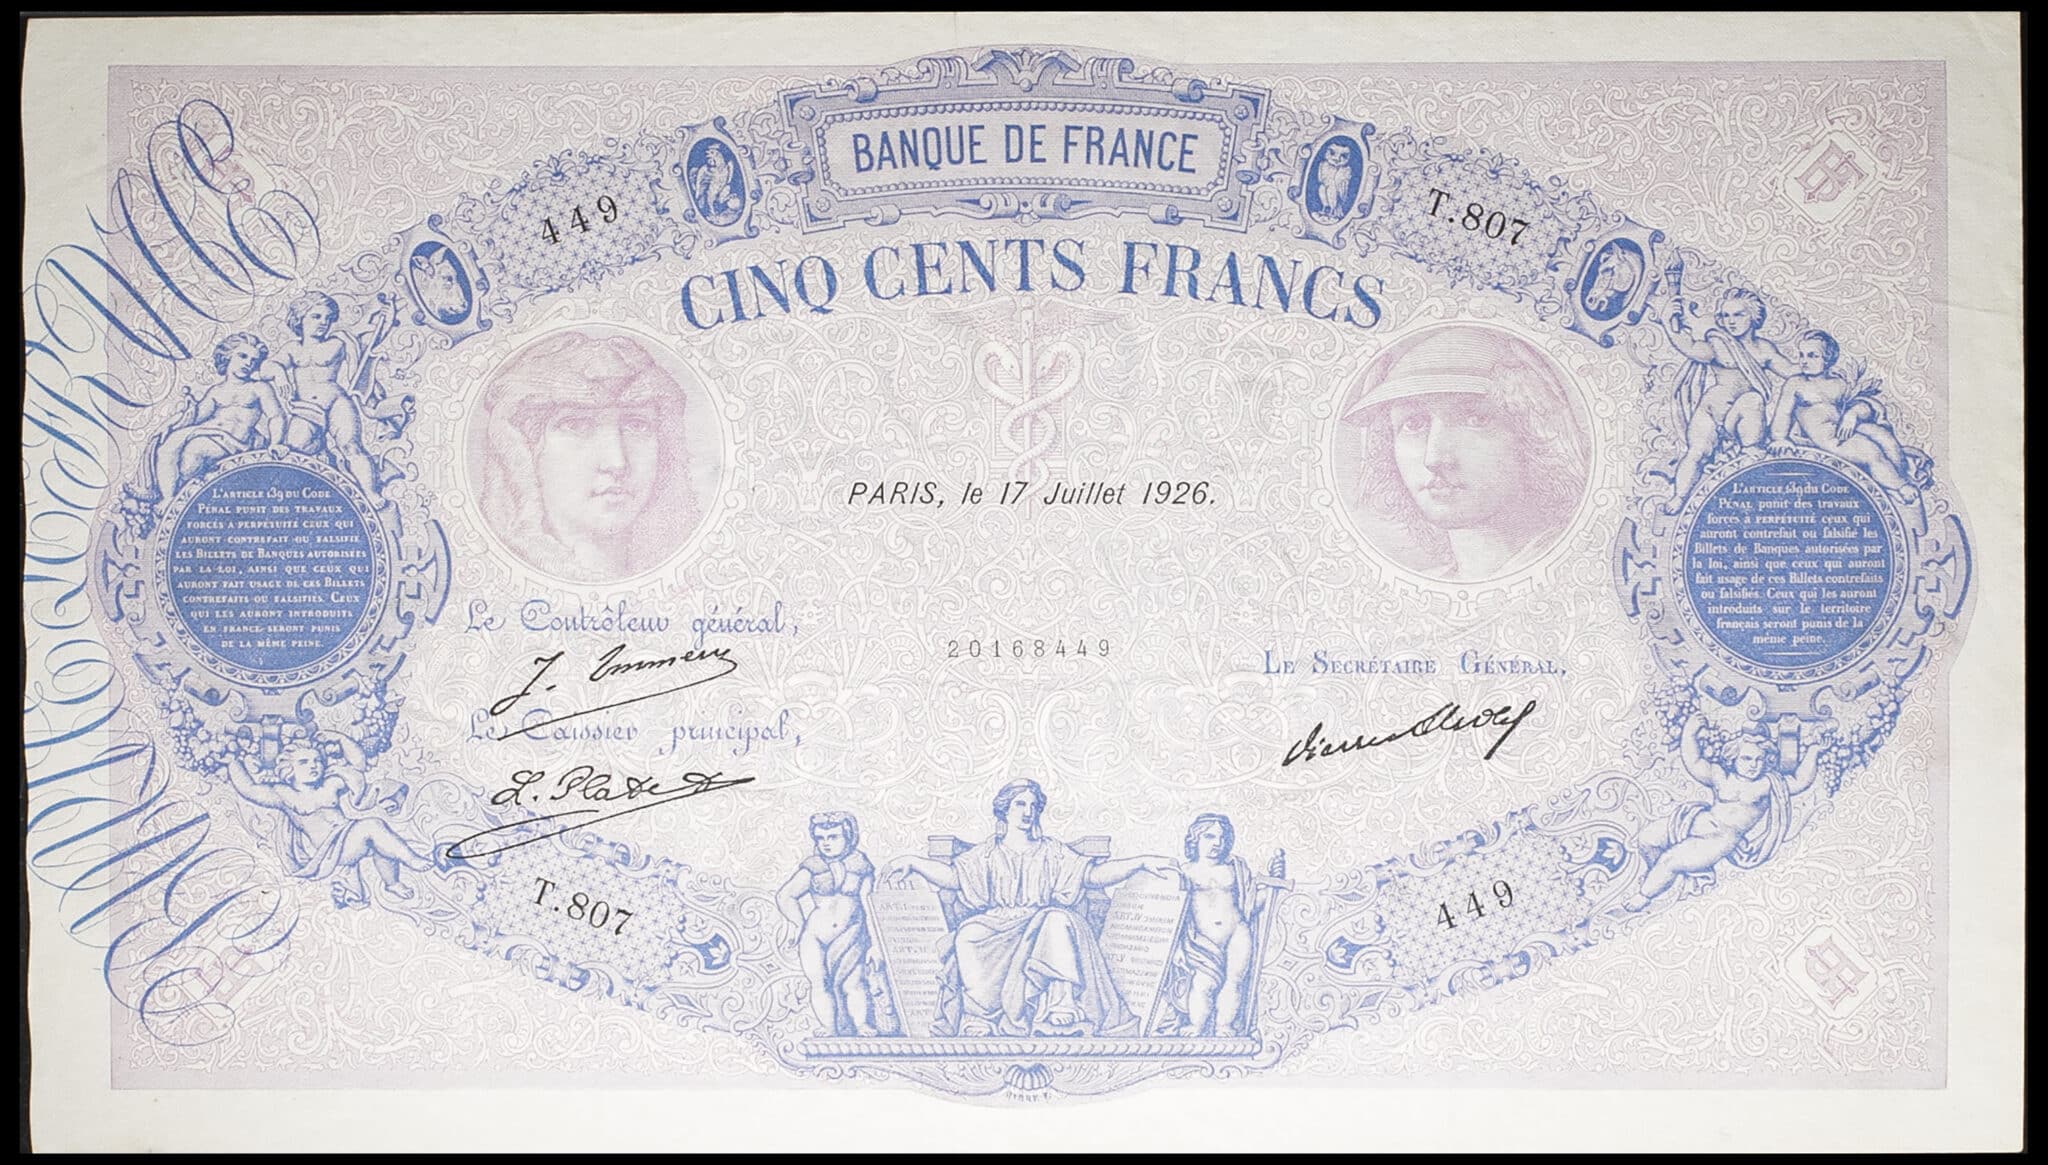 BANQUE DE FRANCE
449
T.807
CINQ CENTS FRANCS
PARIS, le 17 Juillet 1926.
L'ARTICLE 139 DU CODE
PÉNAL PUNIT DES TRAVAUX
FORCÉS A PERPÉTUITÉ CEUX QUI
AURONT CONTREFAIT OU FALSIFIÉ
LES BILLETS DE BANQUES AUTORISÉES
PAR LA LOI, AINSI QUE CEUX QUI
AURONT FAIT USAGE DE CES BILLETS
CONTREFAITS OU FALSIFIÉS. CEUX
QUI LES AURONT INTRODUITS
EN FRANCE SERONT PUNIS
DE LA MÊME PEINE.
L'ARTICLE 139 du CODE
PÉNAL punit des travaux
forcés à PERPÉTUITÉ ceux qui
auront contrefait ou falsifié les
Billets de Banques autorisées par
la loi, ainsi que ceux qui auront
fait usage de ces Billets contrefaits
ou falsifiés. Ceux qui les auront
introduits sur le territoire
français seront punis de la
même peine.
Le Contrôleur général,
J. Emmery
20168449
LE SECRÉTAIRE GÉNÉRAL,
Le Caissier principal,
L. Platet
T.807
449